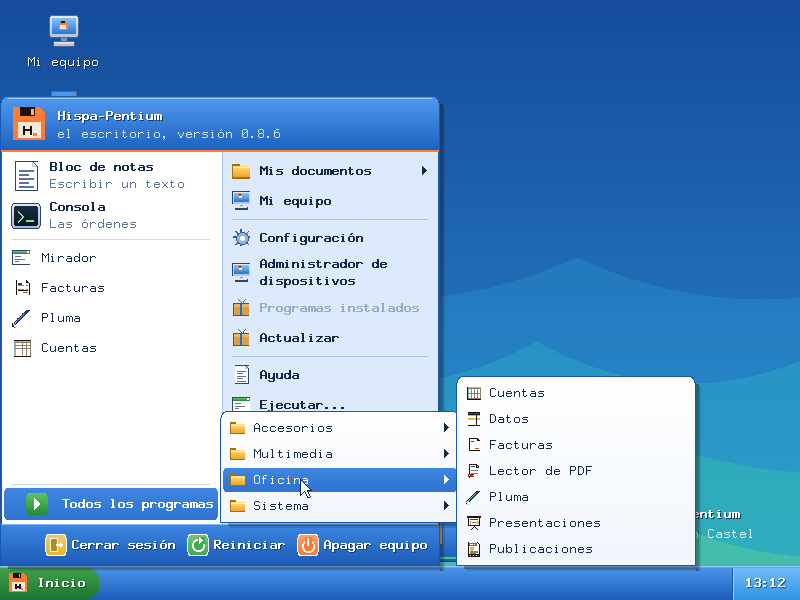 Mi equipo
Hispa-Pentium
el escritorio, versión 0.8.6
Bloc de notas
Escribir un texto
Consola
Las órdenes
Mirador
Facturas
Pluma
Cuentas
Todos los programas
Mis documentos
Mi equipo
Configuración
Administrador de
dispositivos
Programas instalados
Actualizar
Ayuda
Ejecutar...
Accesorios
Multimedia
Oficina
Sistema
Cuentas
Datos
Facturas
Lector de PDF
Pluma
Presentaciones
Publicaciones
Castel
Cerrar sesión
Reiniciar
Apagar equipo
H.
Inicio
13:12